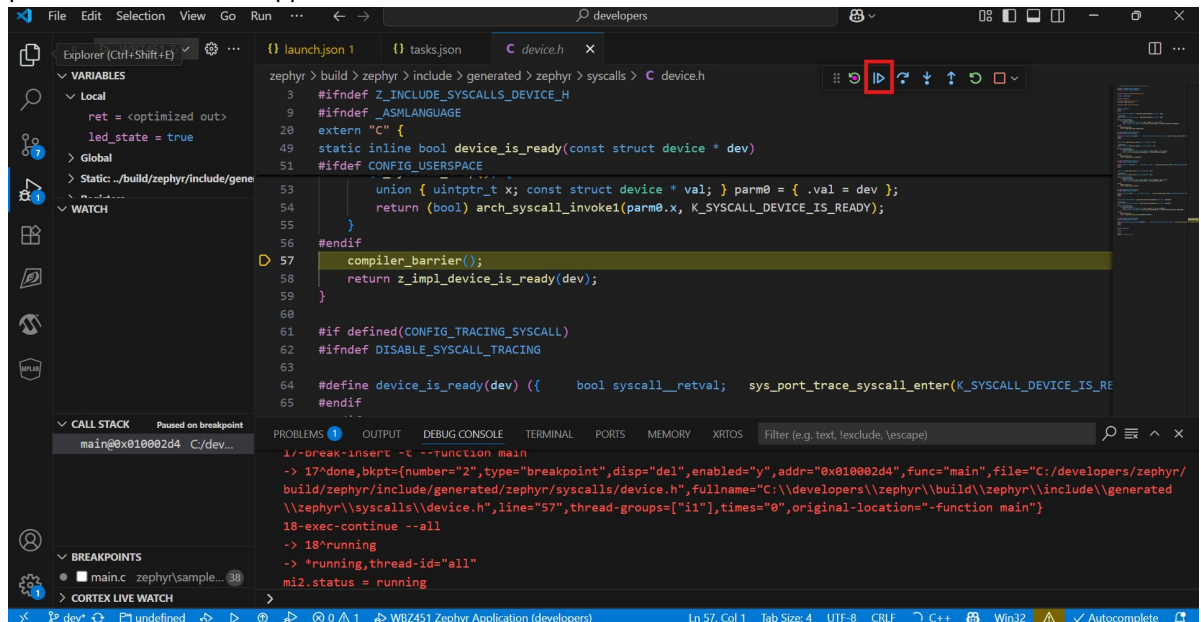 File Edit Selection View Go Run ··· developers
Explorer (Ctrl+Shift+E)
{} launch.json 1 {} tasks.json C device.h
VARIABLES
Local
ret = <optimized out>
led_state = true
Global
Static: ../build/zephyr/include/gene
WATCH
zephyr > build > zephyr > include > generated > zephyr > syscalls > C device.h
3 #ifndef Z_INCLUDE_SYSCALLS_DEVICE_H
9 #ifndef _ASMLANGUAGE
20 extern "C" {
49 static inline bool device_is_ready(const struct device * dev)
51 #ifdef CONFIG_USERSPACE
53 union { uintptr_t x; const struct device * val; } parm0 = { .val = dev };
54 return (bool) arch_syscall_invoke1(parm0.x, K_SYSCALL_DEVICE_IS_READY);
55 }
56 #endif
57 compiler_barrier();
58 return z_impl_device_is_ready(dev);
59 }
60
61 #if defined(CONFIG_TRACING_SYSCALL)
62 #ifndef DISABLE_SYSCALL_TRACING
63
64 #define device_is_ready(dev) ({ bool syscall__retval; sys_port_trace_syscall_enter(K_SYSCALL_DEVICE_IS_RE
65 #endif
MPLAB
CALL STACK Paused on breakpoint
main@0x010002d4 C:/dev...
BREAKPOINTS
main.c zephyr\sample... 38
CORTEX LIVE WATCH
PROBLEMS 1 OUTPUT DEBUG CONSOLE TERMINAL PORTS MEMORY XRTOS Filter (e.g. text, !exclude, \escape)
17-break-insert -t --function main
-> 17^done,bkpt={number="2",type="breakpoint",disp="del",enabled="y",addr="0x010002d4",func="main",file="C:/developers/zephyr/
build/zephyr/include/generated/zephyr/syscalls/device.h",fullname="C:\\developers\\zephyr\\build\\zephyr\\include\\generated
\\zephyr\\syscalls\\device.h",line="57",thread-groups=["i1"],times="0",original-location="-function main"}
18-exec-continue --all
-> 18^running
-> *running,thread-id="all"
mi2.status = running
>
7
1
1
dev* undefined 0 1 WBZ451 Zephyr Application (developers) Ln 57, Col 1 Tab Size: 4 UTF-8 CRLF C++ Win32 Autocomplete